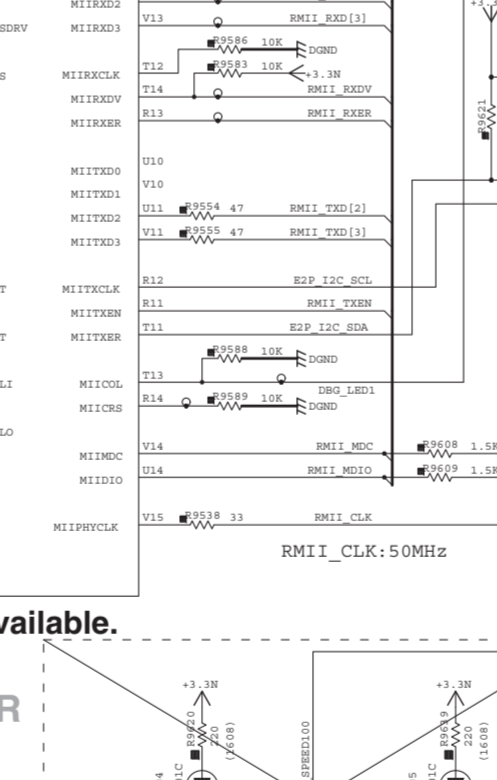 MIIRXD2
V13 RMII_RXD[3]
SDRV MIIRXD3
R9586 10K DGND
T12 R9583 10K +3.3N
S MIIRXCLK
T14 RMII_RXDV
MIIRXDV
R13 RMII_RXER
MIIRXER
R9621
U10
MIITXD0
V10
MIITXD1
U11 R9554 47 RMII_TXD[2]
MIITXD2
V11 R9555 47 RMII_TXD[3]
MIITXD3
R12 E2P_I2C_SCL
T MIITXCLK
R11 RMII_TXEN
MIITXEN
T11 E2P_I2C_SDA
T MIITXER
R9588 10K DGND
T13
LI MIICOL DBG_LED1
R14 R9589 10K DGND
MIICRS
LO
V14 RMII_MDC R9608 1.5K
MIIMDC
U14 RMII_MDIO R9609 1.5K
MIIDIO
V15 R9538 33 RMII_CLK
MIIPHYCLK
RMII_CLK:50MHz
vailable.
+3.3N +3.3N
R
220
(1608)
SPEED100
220
(1608)
1C
1C